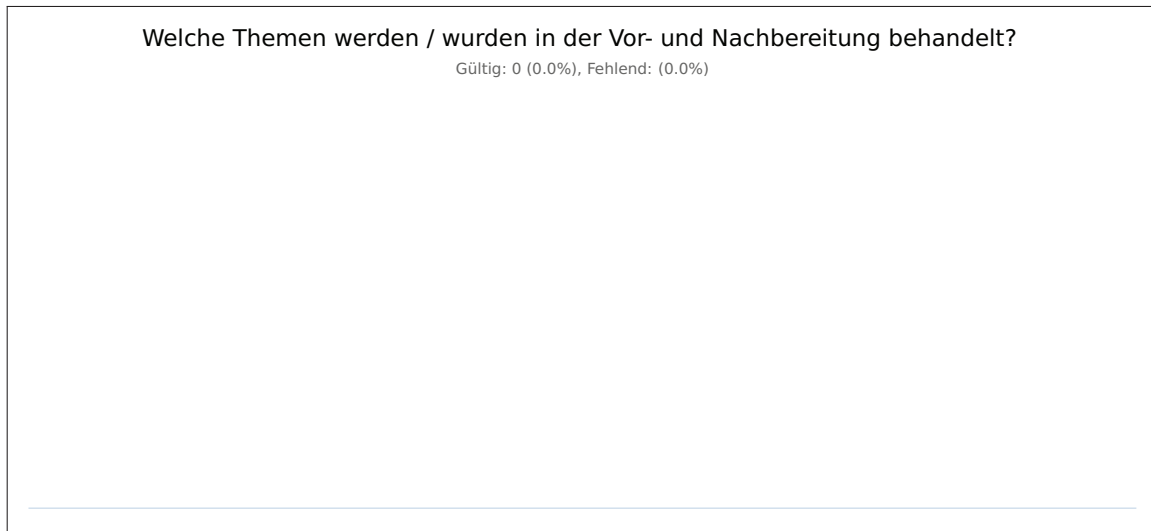 Welche Themen werden / wurden in der Vor- und Nachbereitung behandelt?
Gültig: 0 (0.0%), Fehlend: (0.0%)